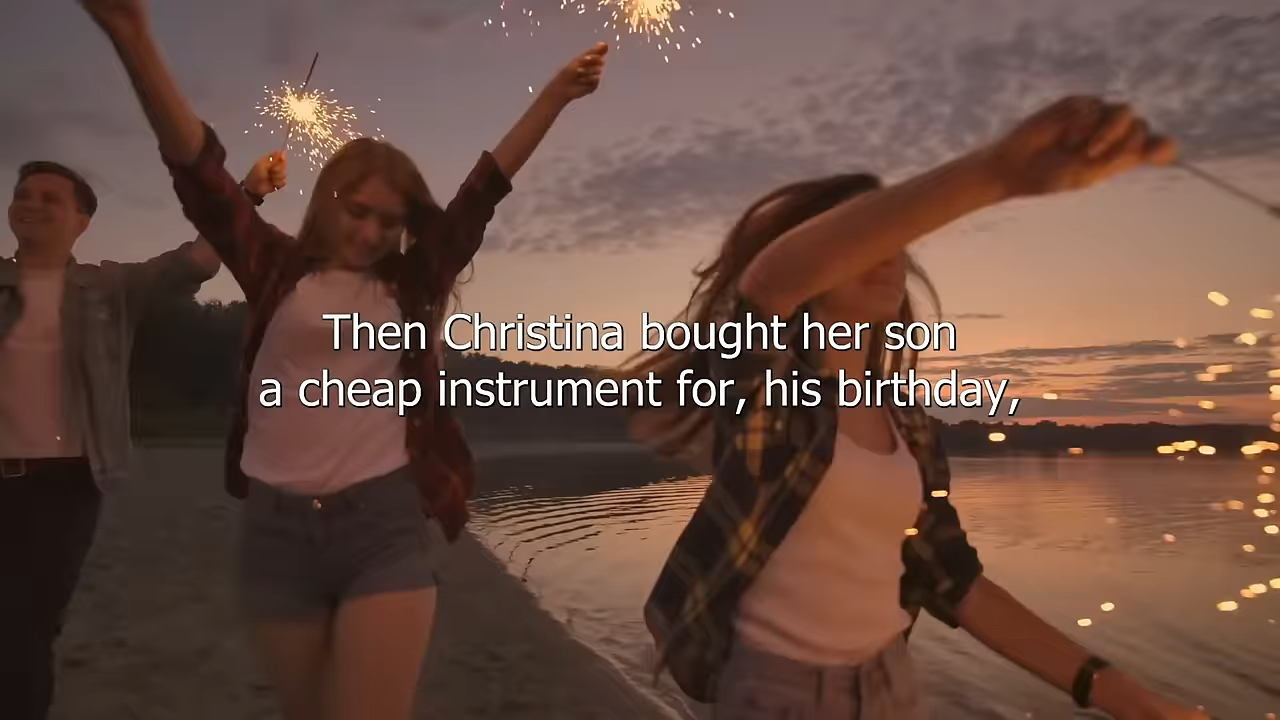 Then Christina bought her son
a cheap instrument for, his birthday,